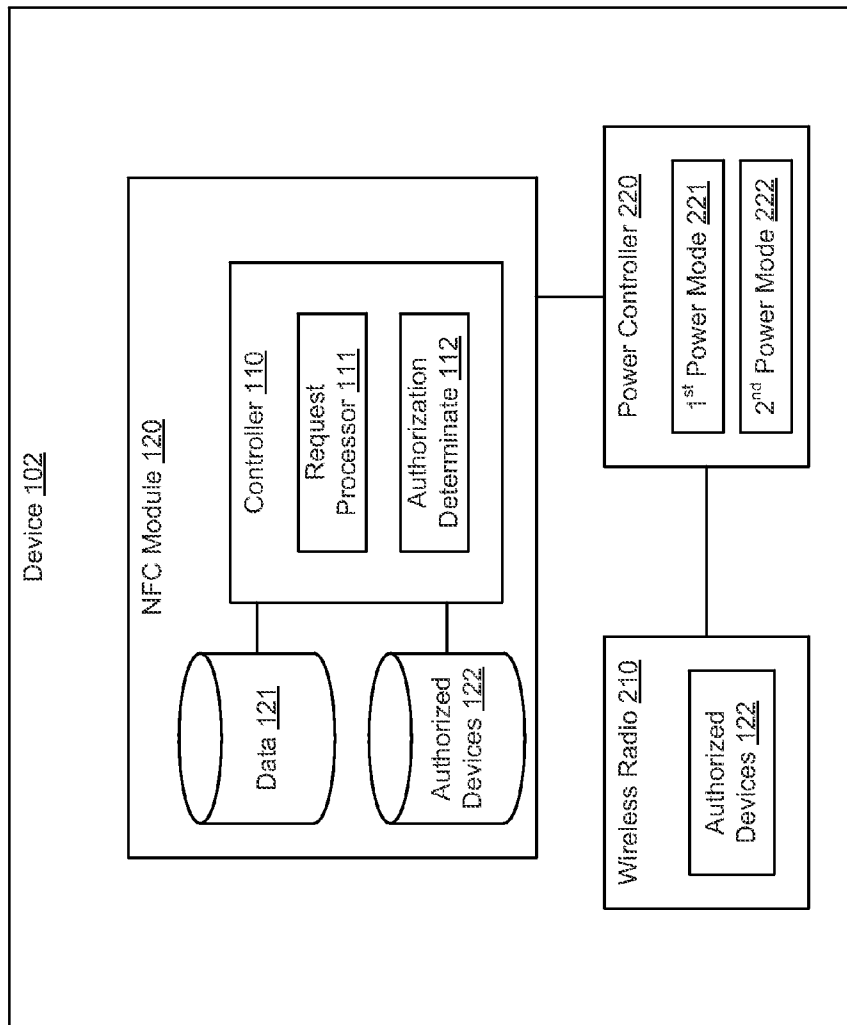 Device 102
NFC Module 120
Data 121
Authorized
Devices 122
Controller 110
Request
Processor 111
Authorization
Determinate 112
Wireless Radio 210
Authorized
Devices 122
Power Controller 220
1st Power Mode 221
2nd Power Mode 222